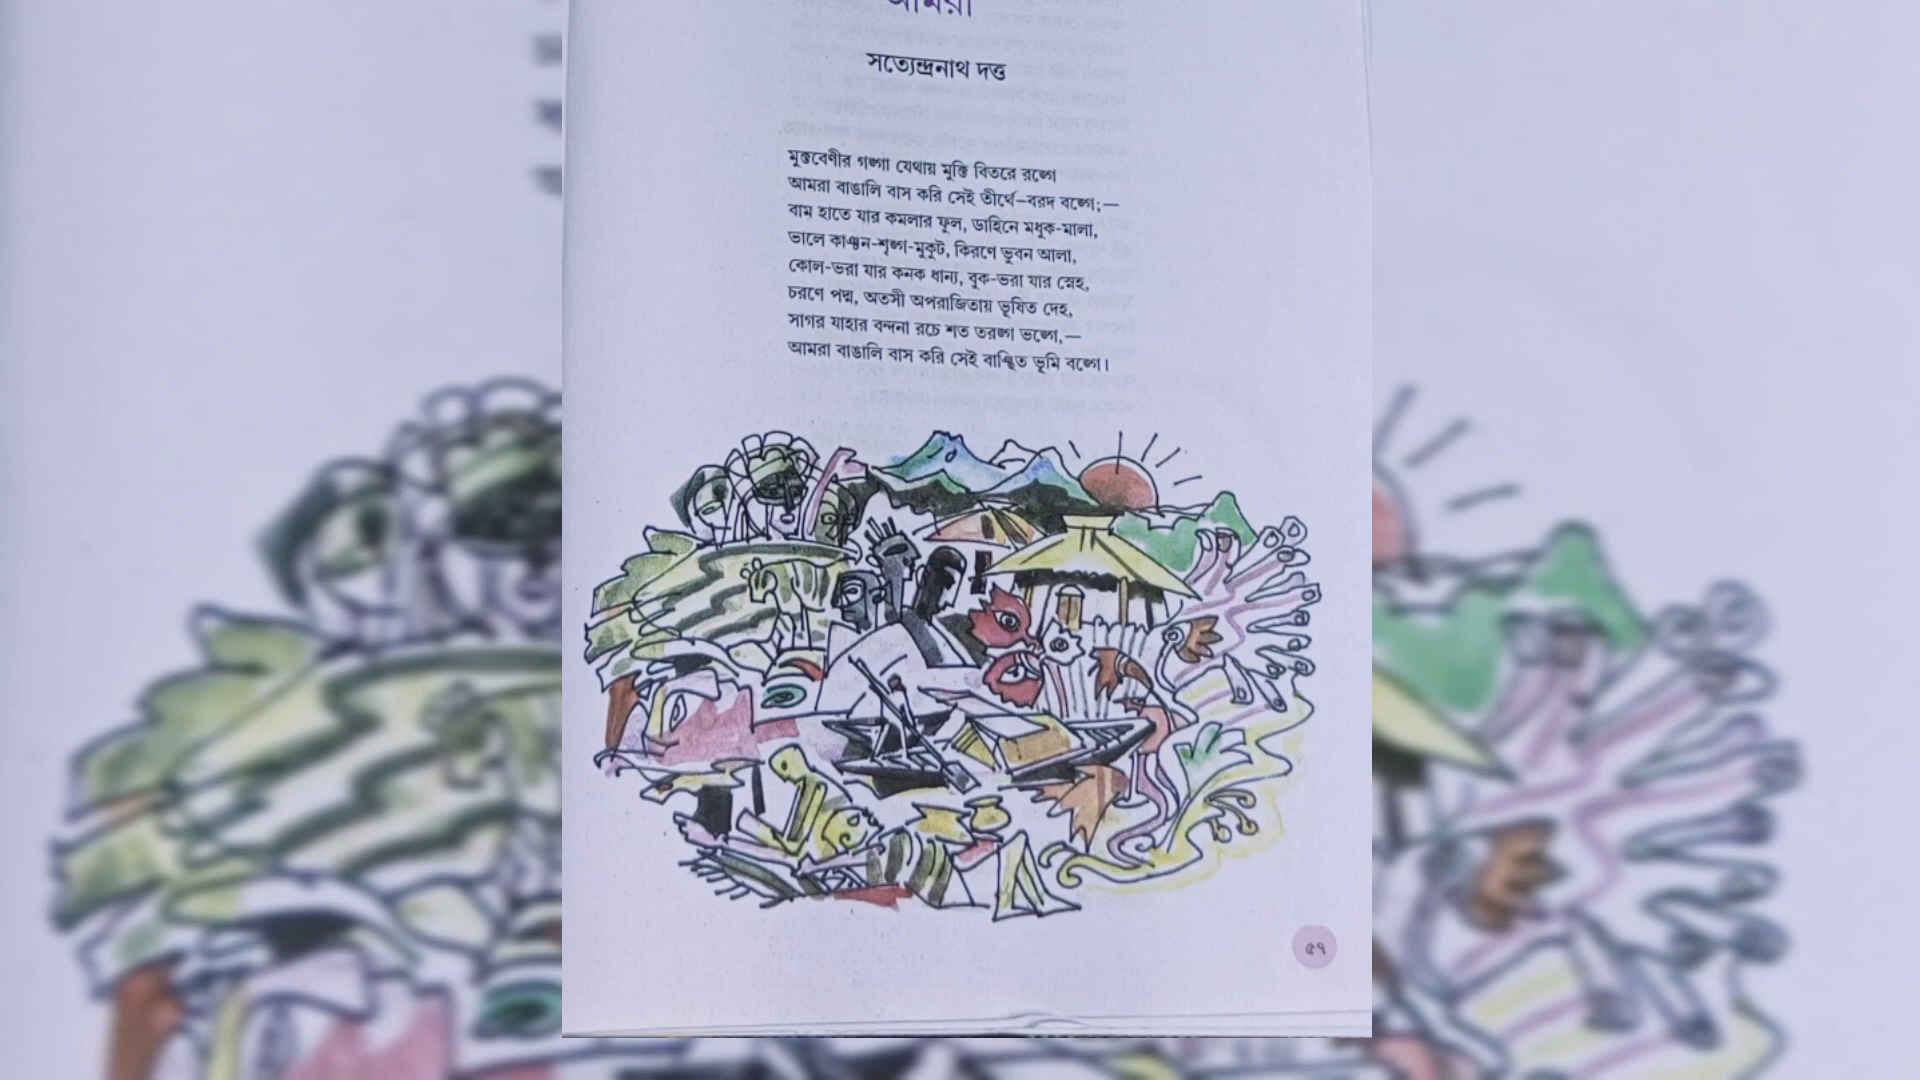 আমরা
সত্যেন্দ্রনাথ দত্ত
মুক্তবেণীর গঙ্গা যেথায় মুক্তি বিতরে রঙ্গে
আমরা বাঙালি বাস করি সেই তীর্থে—বরদ বঙ্গে;—
বাম হাতে যার কমলার ফুল, ডাহিনে মধুক-মালা,
ভালে কাঞ্চন-শৃঙ্গ-মুকুট, কিরণে ভুবন আলা,
কোল-ভরা যার কনক ধান্য, বুক-ভরা যার স্নেহ,
চরণে পদ্ম, অতসী অপরাজিতায় ভূষিত দেহ,
সাগর যাহার বন্দনা রচে শত তরঙ্গ ভঙ্গে,—
আমরা বাঙালি বাস করি সেই বাঞ্ছিত ভূমি বঙ্গে।
৫৭